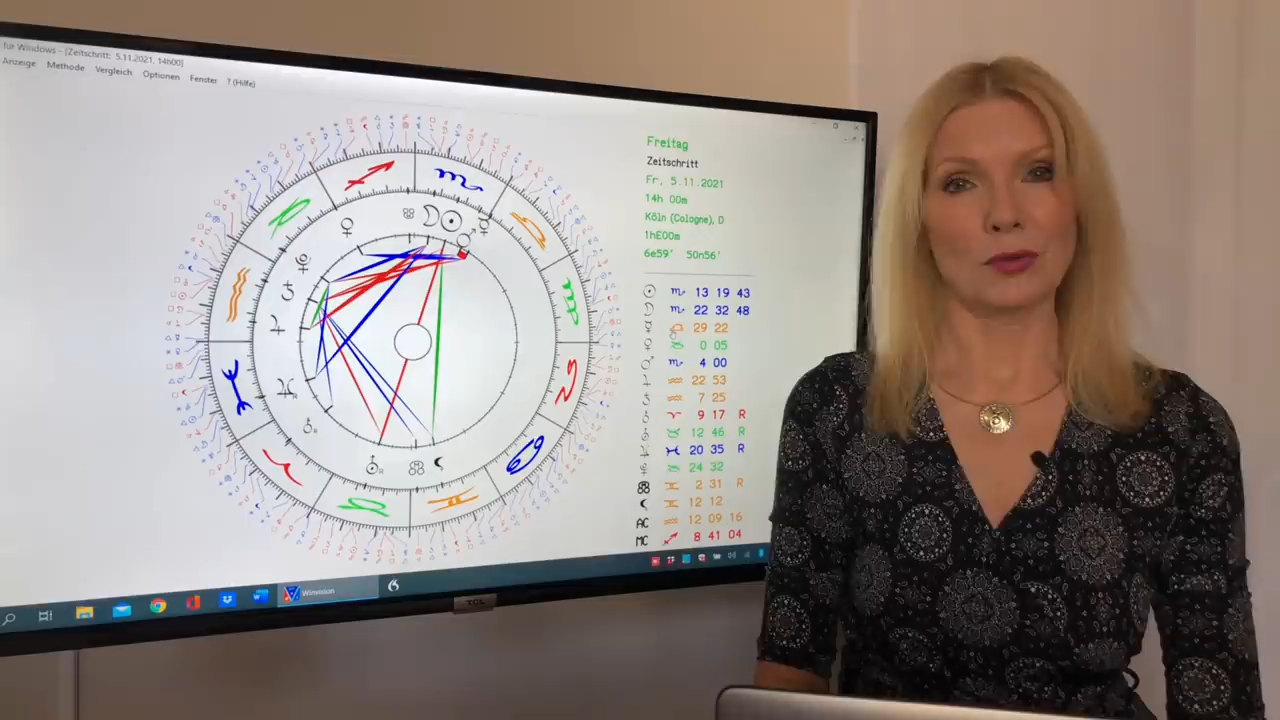 für Windows - [Zeitschritt: 5.11.2021, 14h00]
Anzeige Methode Vergleich Optionen Fenster ? (Hilfe)
Freitag
Zeitschritt
Fr, 5.11.2021
14h 00m
Köln (Cologne), D
1hE00m
6e59' 50n56'
13 19 43
22 32 48
29 22
0 05
4 00
22 53
7 25
9 17 R
12 46 R
20 35 R
24 32
2 31 R
12 12
AC 12 09 16
MC 8 41 04
Winvision
TCL